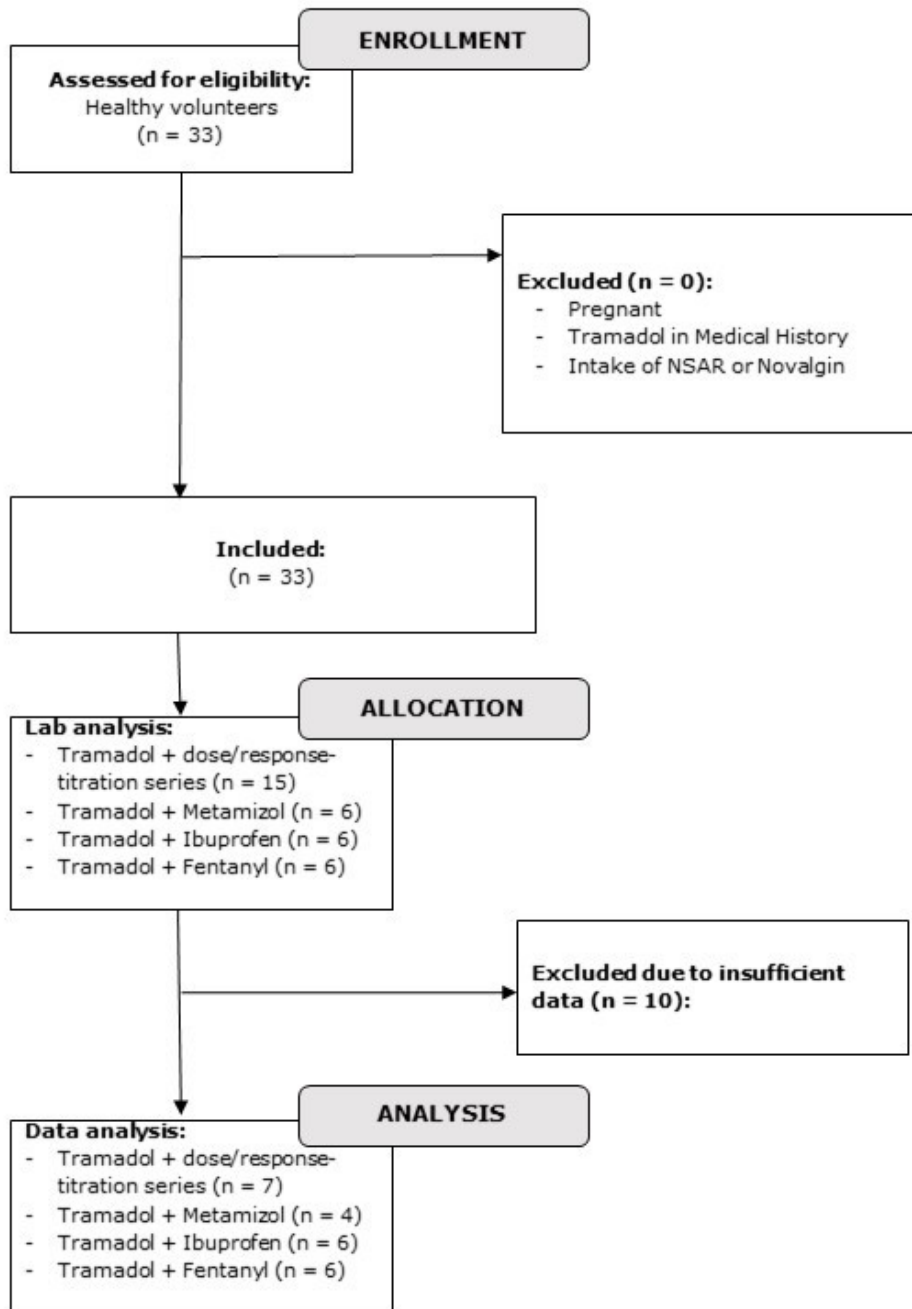 ENROLLMENT
Assessed for eligibility:
Healthy volunteers
(n = 33)
Excluded (n = 0):
- Pregnant
- Tramadol in Medical History
- Intake of NSAR or Novalgin
Included:
(n = 33)
ALLOCATION
Lab analysis:
- Tramadol + dose/response-
titration series (n = 15)
- Tramadol + Metamizol (n = 6)
- Tramadol + Ibuprofen (n = 6)
- Tramadol + Fentanyl (n = 6)
Excluded due to insufficient
data (n = 10):
ANALYSIS
Data analysis:
- Tramadol + dose/response-
titration series (n = 7)
- Tramadol + Metamizol (n = 4)
- Tramadol + Ibuprofen (n = 6)
- Tramadol + Fentanyl (n = 6)